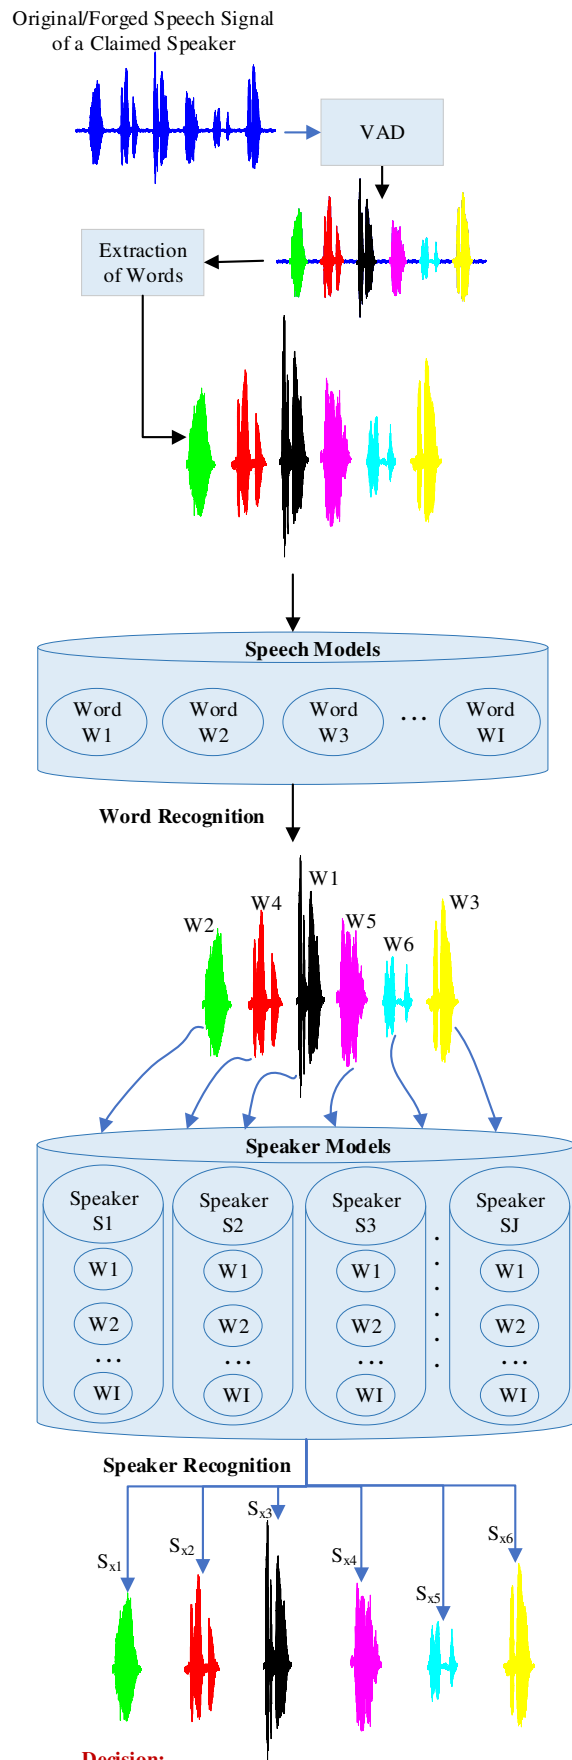 Original/Forged Speech Signal
of a Claimed Speaker
VAD
Extraction
of Words
Speech Models
Word
W1
Word
W2
Word
W3
...
Word
WI
Word Recognition
W2
W4
W1
W5
W6
W3
Speaker Models
Speaker
S1
W1
W2
...
WI
Speaker
S2
W1
W2
...
WI
Speaker
S3
W1
W2
...
WI
. . . . . .
Speaker
SJ
W1
W2
...
WI
Speaker Recognition
Sx1
Sx2
Sx3
Sx4
Sx5
Sx6
Decision: